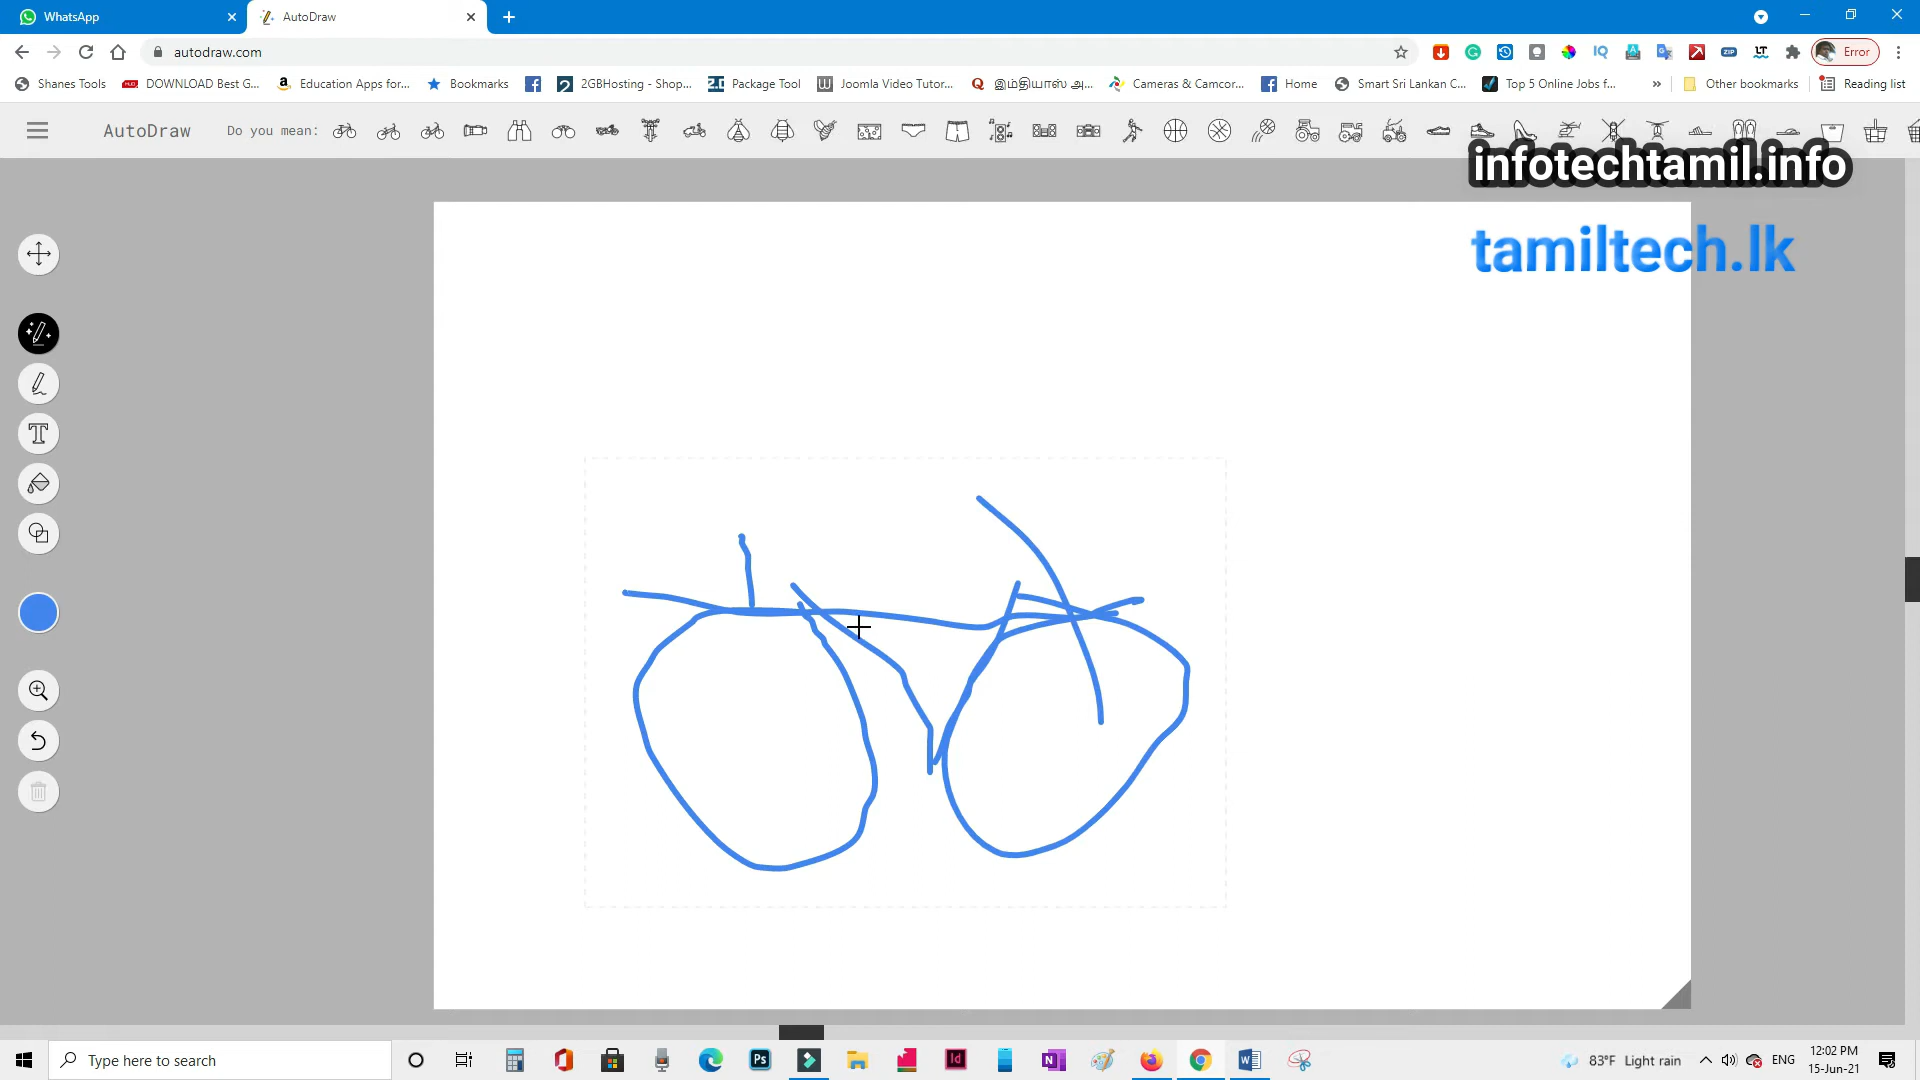 WhatsApp
AutoDraw
autodraw.com
Error
Shanes Tools
DOWNLOAD Best G...
Education Apps for...
Bookmarks
2GBHosting - Shop...
Package Tool
Joomla Video Tutor...
இம்தியாஸ் அ...
Cameras & Camcor...
Home
Smart Sri Lankan C...
Top 5 Online Jobs f...
Other bookmarks
Reading list
AutoDraw
Do you mean:
infotechtamil.info
tamiltech.lk
Type here to search
83°F Light rain
ENG
12:02 PM
15-Jun-21